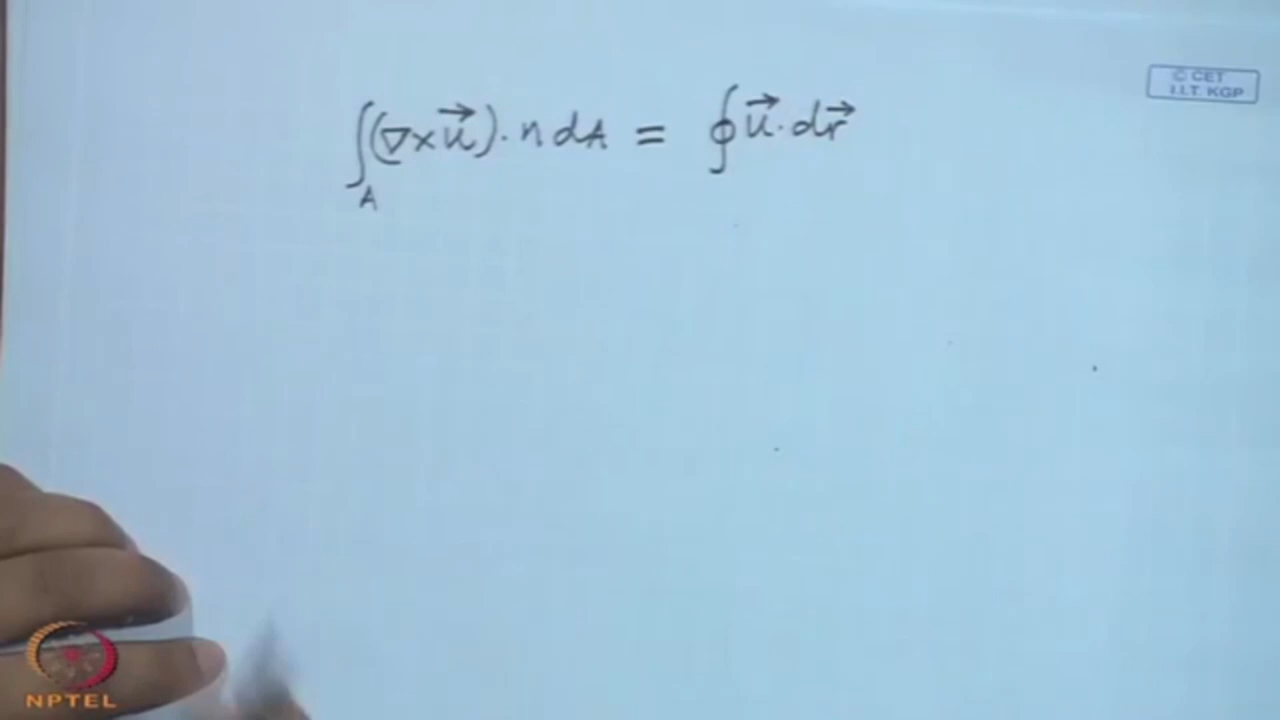 © CET
I.I.T. KGP
∫_A (∇×u⃗)·n dA = ∮ u⃗·dr⃗
NPTEL